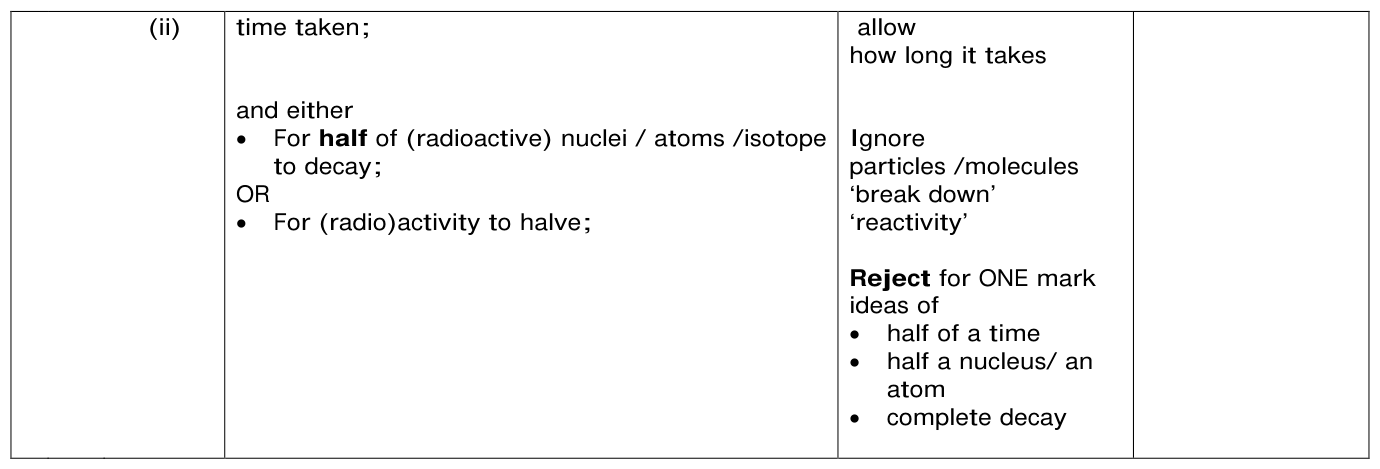 (ii)
time taken;
and either
• For half of (radioactive) nuclei / atoms /isotope
to decay;
OR
• For (radio)activity to halve;
allow
how long it takes
Ignore
particles /molecules
‘break down’
‘reactivity’
Reject for ONE mark
ideas of
• half of a time
• half a nucleus/ an
atom
• complete decay